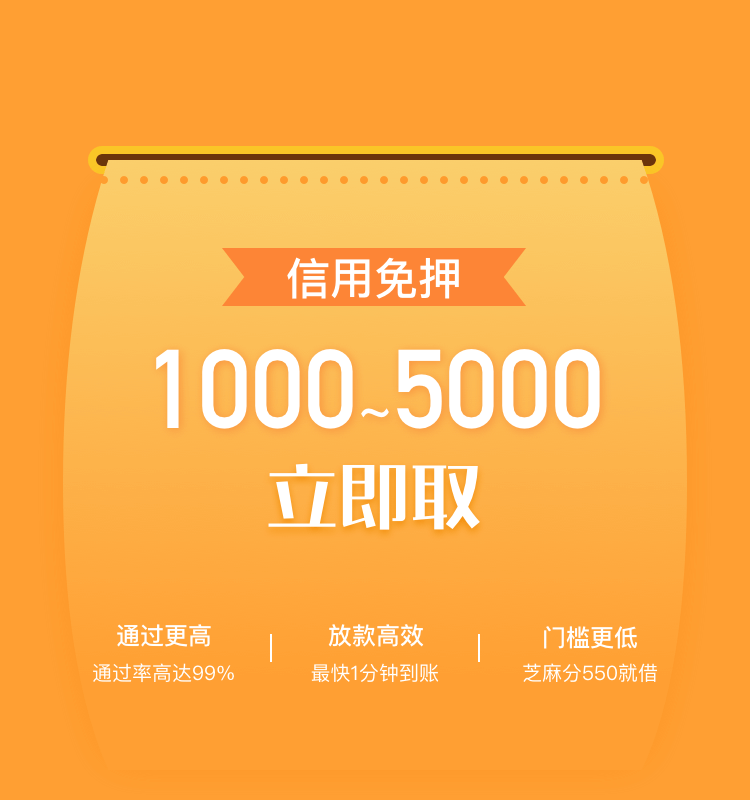 信用免押
1000~5000
立即取
通过更高
放款高效
门槛更低
通过率高达99%
最快1分钟到账
芝麻分550就借